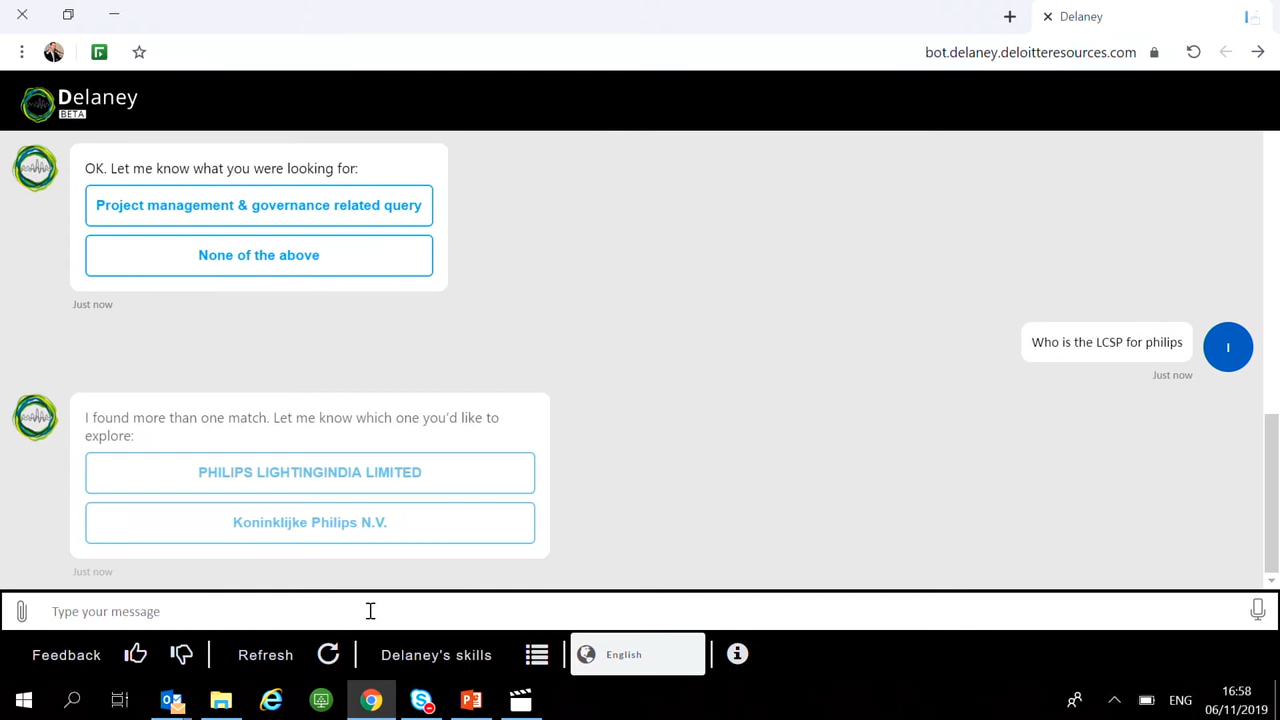 Delaney
bot.delaney.deloitteresources.com
Delaney
BETA
OK. Let me know what you were looking for:
Project management & governance related query
None of the above
Just now
Who is the LCSP for philips
I
Just now
I found more than one match. Let me know which one you'd like to
explore:
PHILIPS LIGHTINGINDIA LIMITED
Koninklijke Philips N.V.
Just now
Type your message
Feedback
Refresh
Delaney's skills
English
ENG
16:58
06/11/2019